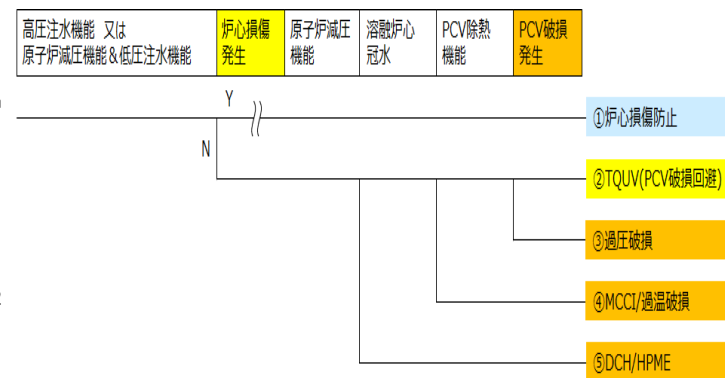 高圧注水機能 又は
原子炉減圧機能＆低圧注水機能
炉心損傷
発生
原子炉減圧
機能
溶融炉心
冠水
PCV除熱
機能
PCV破損
発生
Y
N
①炉心損傷防止
②TQUV(PCV破損回避)
③過圧破損
④MCCI/過温破損
⑤DCH/HPME